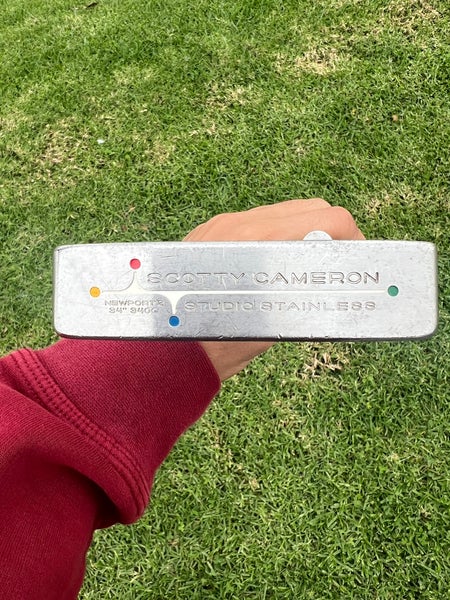 SCOTTY CAMERON
NEWPORT 2
34" 340G
STUDIO STAINLESS